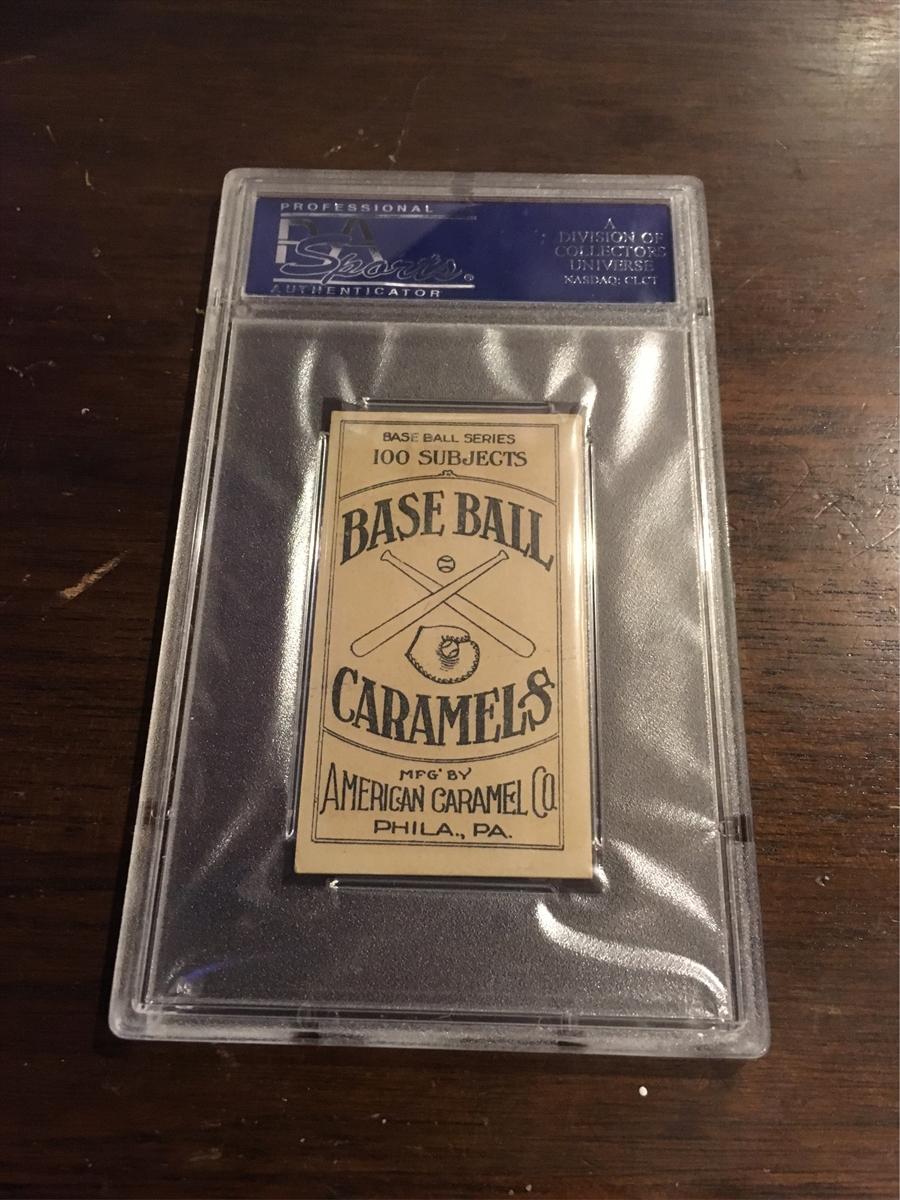 PROFESSIONAL
PSA
Sports®
AUTHENTICATOR
A
DIVISION OF
COLLECTORS
UNIVERSE
NASDAQ: CLCT
BASE BALL SERIES
100 SUBJECTS
BASE BALL
CARAMELS
MFG' BY
AMERICAN CARAMEL CO.
PHILA., PA.